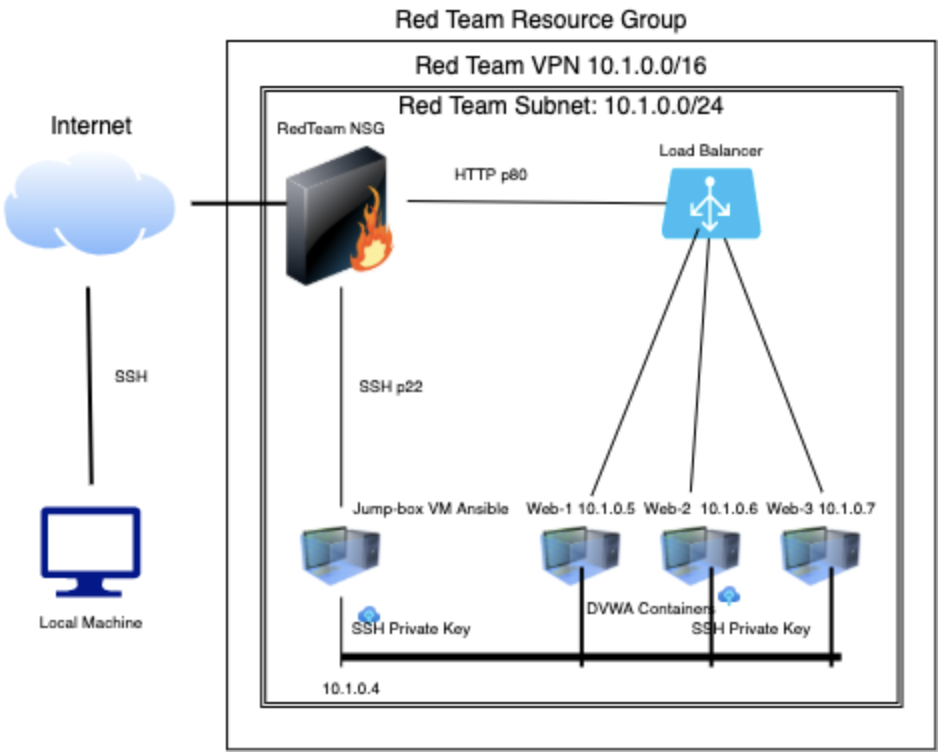 Red Team Resource Group
Red Team VPN 10.1.0.0/16
Red Team Subnet: 10.1.0.0/24
Internet
RedTeam NSG
Load Balancer
HTTP p80
SSH
SSH p22
Jump-box VM Ansible
Web-1 10.1.0.5
Web-2 10.1.0.6
Web-3 10.1.0.7
DVWA Containers
Local Machine
SSH Private Key
SSH Private Key
10.1.0.4